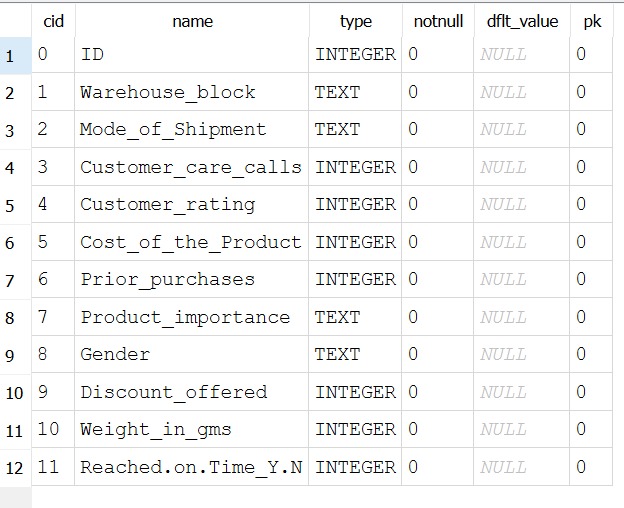 cid name type notnull dflt_value pk
1 0 ID INTEGER 0 NULL 0
2 1 Warehouse_block TEXT 0 NULL 0
3 2 Mode_of_Shipment TEXT 0 NULL 0
4 3 Customer_care_calls INTEGER 0 NULL 0
5 4 Customer_rating INTEGER 0 NULL 0
6 5 Cost_of_the_Product INTEGER 0 NULL 0
7 6 Prior_purchases INTEGER 0 NULL 0
8 7 Product_importance TEXT 0 NULL 0
9 8 Gender TEXT 0 NULL 0
10 9 Discount_offered INTEGER 0 NULL 0
11 10 Weight_in_gms INTEGER 0 NULL 0
12 11 Reached.on.Time_Y.N INTEGER 0 NULL 0